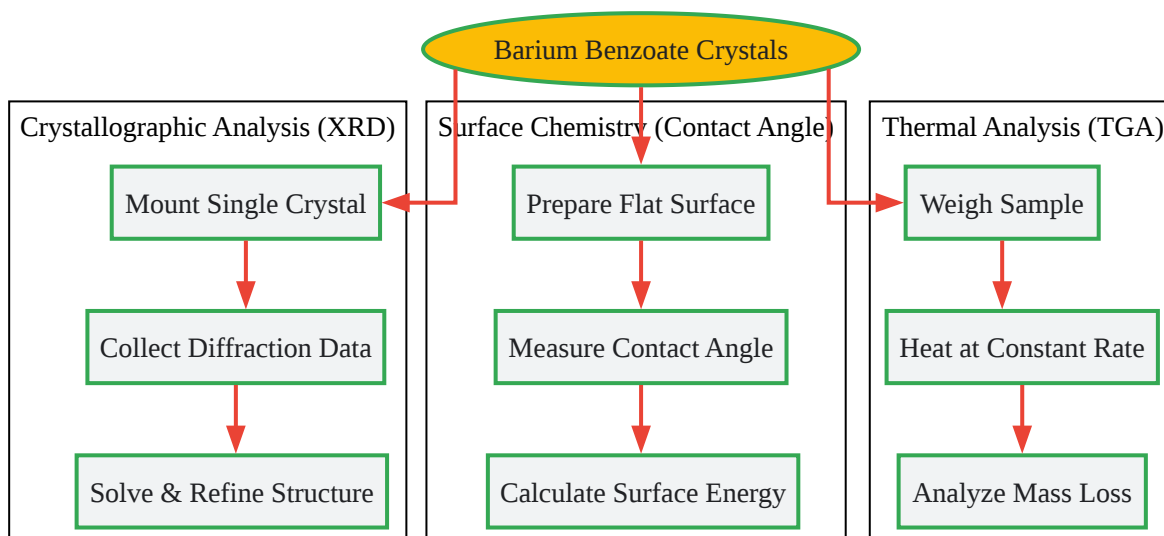 Barium Benzoate Crystals
Crystallographic Analysis (XRD)
Mount Single Crystal
Collect Diffraction Data
Solve & Refine Structure
Surface Chemistry (Contact Angle)
Prepare Flat Surface
Measure Contact Angle
Calculate Surface Energy
Thermal Analysis (TGA)
Weigh Sample
Heat at Constant Rate
Analyze Mass Loss